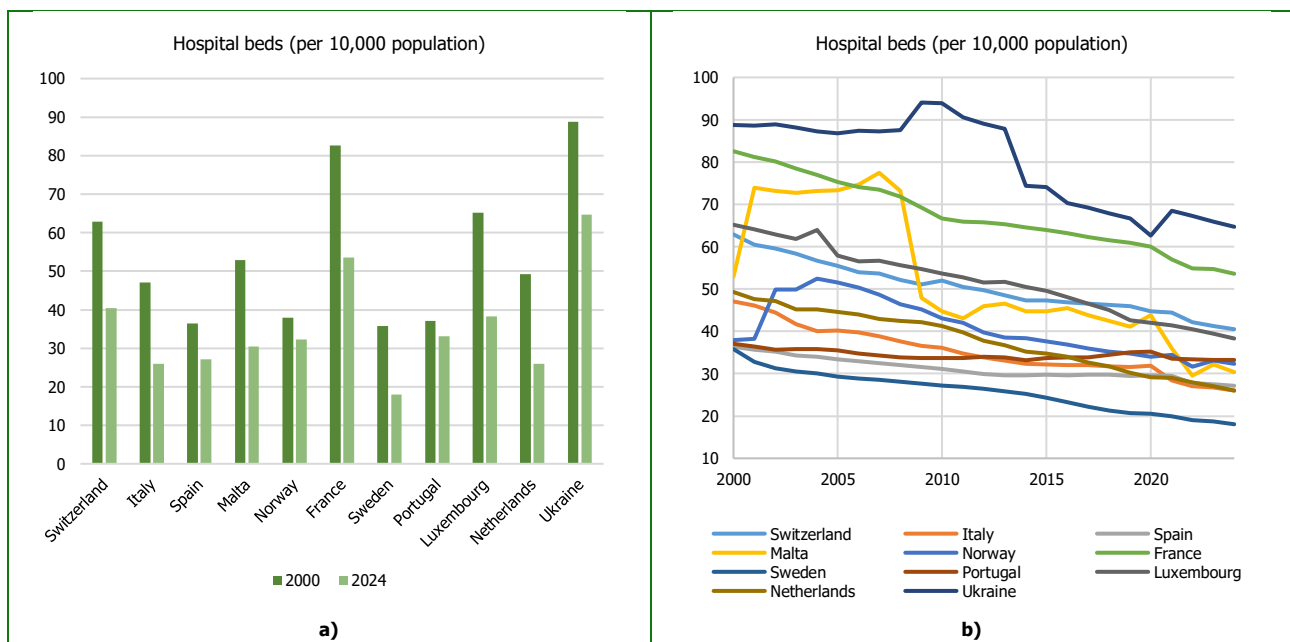 Hospital beds (per 10,000 population)
100
90
80
70
60
50
40
30
20
10
0
Switzerland
Italy
Spain
Malta
Norway
France
Sweden
Portugal
Luxembourg
Netherlands
Ukraine
2000 2024
a)
Hospital beds (per 10,000 population)
100
90
80
70
60
50
40
30
20
10
2000 2005 2010 2015 2020
Switzerland Italy Spain
Malta Norway France
Sweden Portugal Luxembourg
Netherlands Ukraine
b)